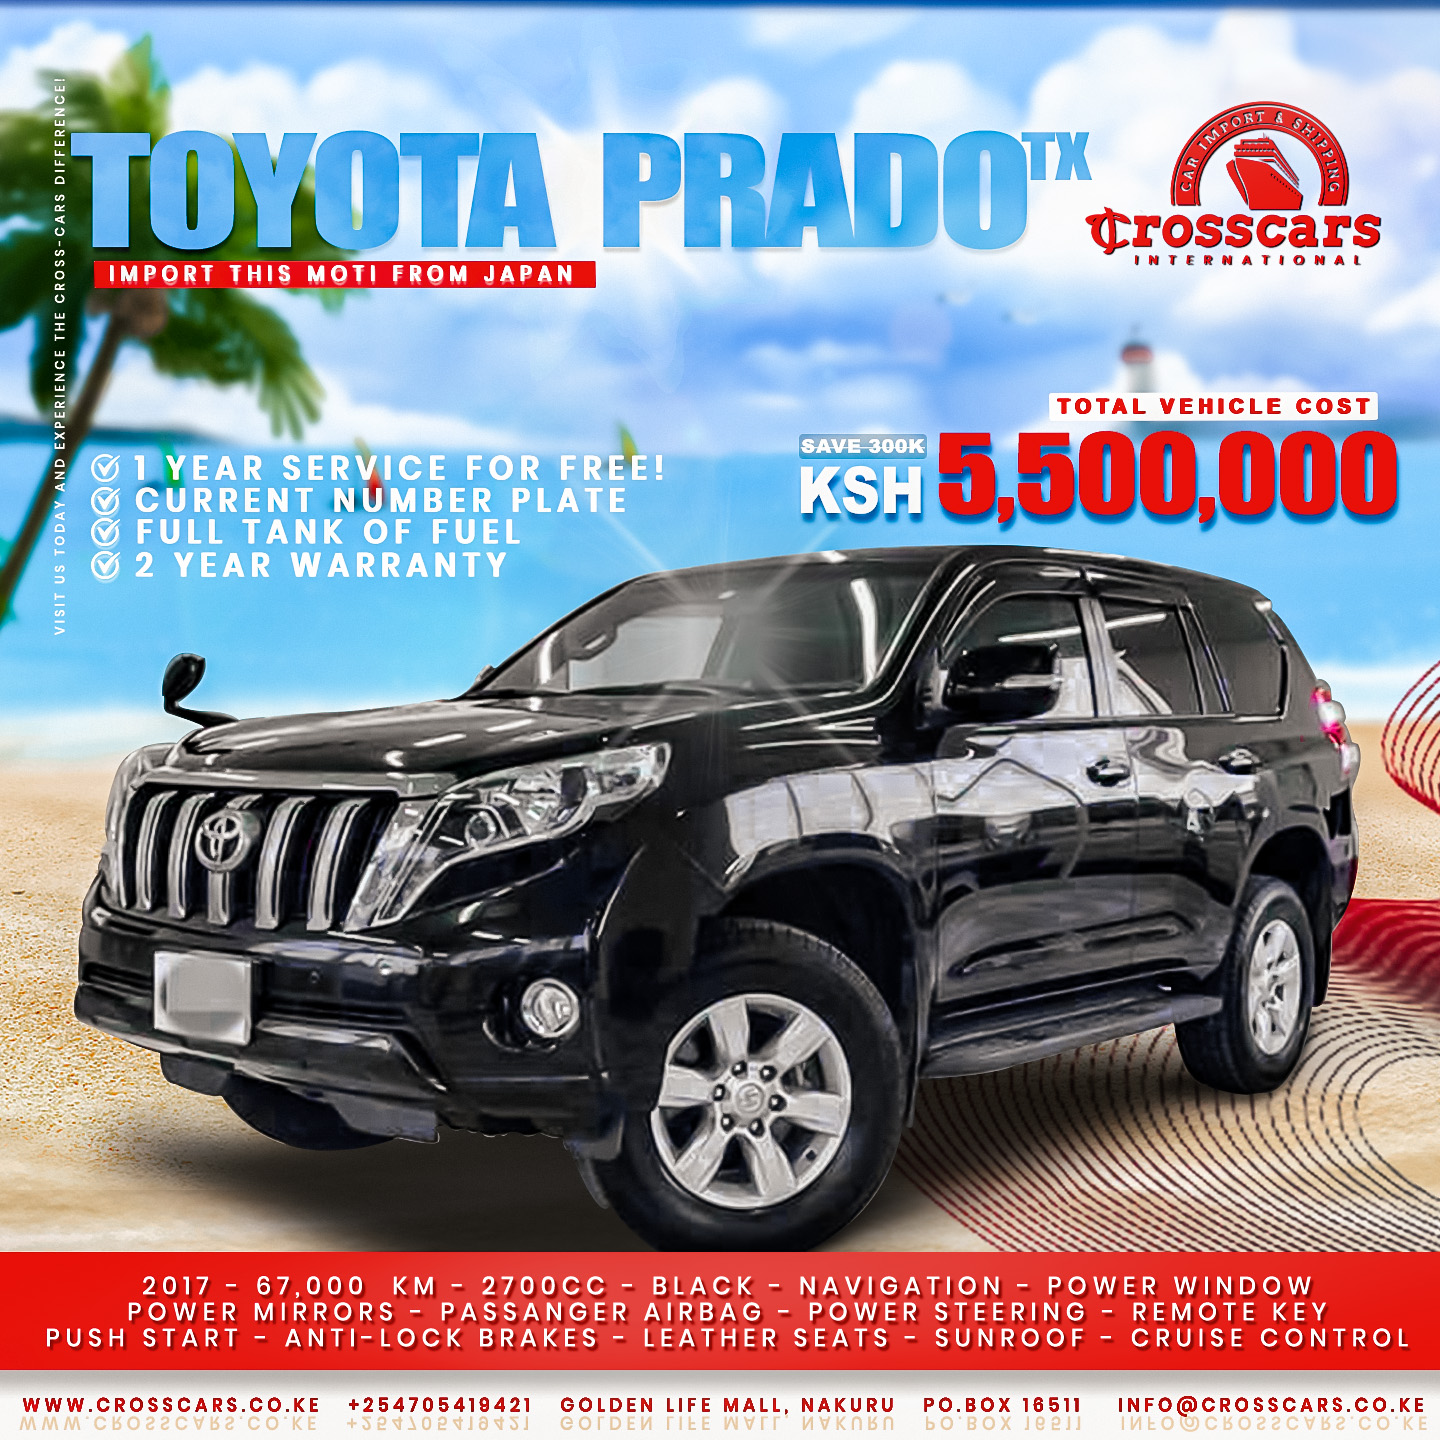 VISIT US TODAY AND EXPERIENCE THE CROSS-CARS DIFFERENCE!
TOYOTA PRADO TX
IMPORT THIS MOTI FROM JAPAN
CAR IMPORT & SHIPPING
Crosscars
INTERNATIONAL
1 YEAR SERVICE FOR FREE!
CURRENT NUMBER PLATE
FULL TANK OF FUEL
2 YEAR WARRANTY
TOTAL VEHICLE COST
SAVE 300K
KSH 5,500,000
2017 - 67,000 KM - 2700CC - BLACK - NAVIGATION - POWER WINDOW
POWER MIRRORS - PASSANGER AIRBAG - POWER STEERING - REMOTE KEY
PUSH START - ANTI-LOCK BRAKES - LEATHER SEATS - SUNROOF - CRUISE CONTROL
WWW.CROSSCARS.CO.KE +254705419421 GOLDEN LIFE MALL, NAKURU PO.BOX 16511 INFO@CROSSCARS.CO.KE